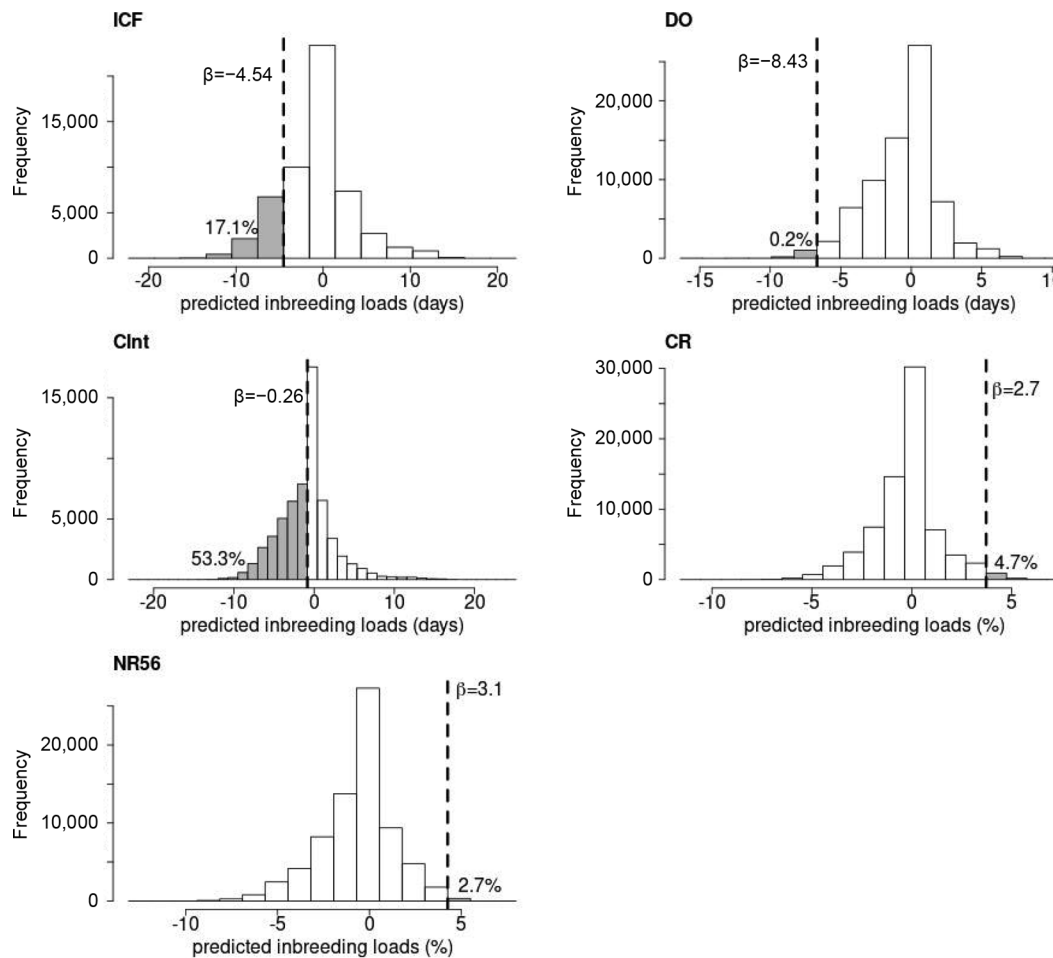 ICF
β=−4.54
Frequency
15,000
5,000
0
17.1%
-20
-10
0
10
20
predicted inbreeding loads (days)
DO
β=−8.43
Frequency
20,000
10,000
0
0.2%
-15
-10
-5
0
5
10
predicted inbreeding loads (days)
CInt
β=−0.26
Frequency
15,000
5,000
0
53.3%
-20
-10
0
10
20
predicted inbreeding loads (days)
CR
β=2.7
Frequency
30,000
20,000
10,000
0
4.7%
-10
-5
0
5
predicted inbreeding loads (%)
NR56
β=3.1
Frequency
20,000
10,000
0
2.7%
-10
-5
0
5
predicted inbreeding loads (%)